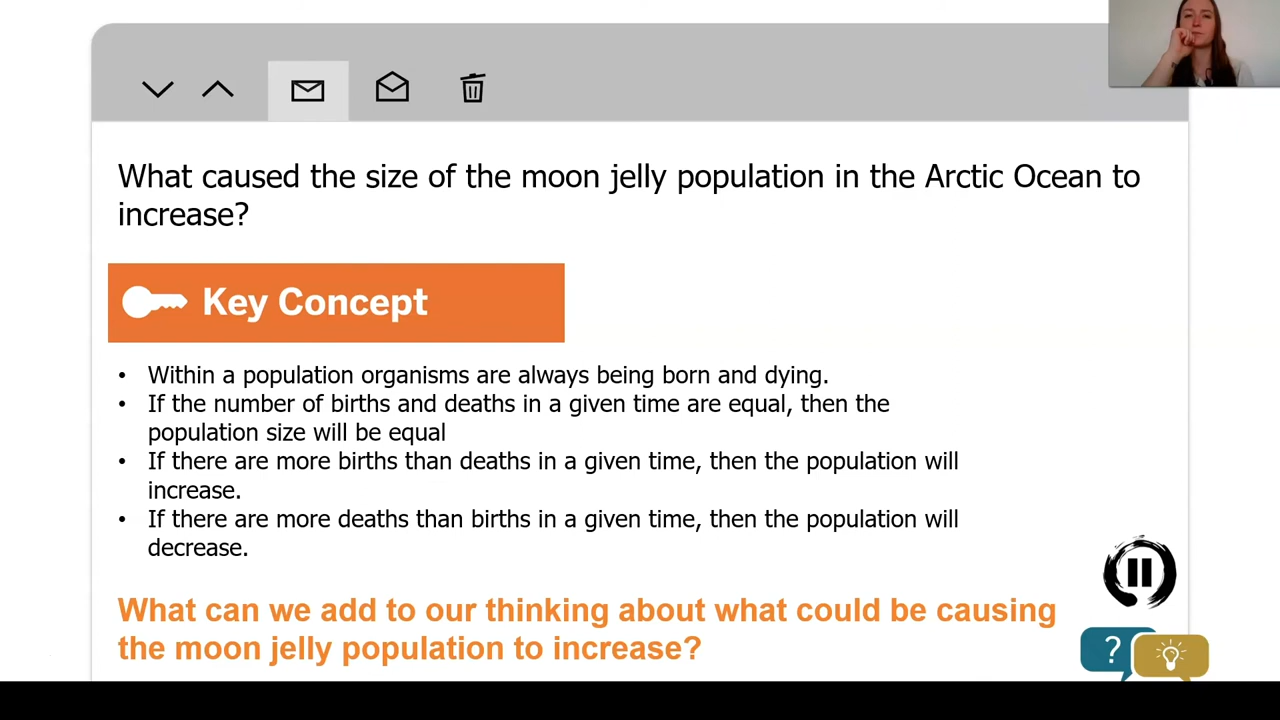 What caused the size of the moon jelly population in the Arctic Ocean to
increase?
Key Concept
• Within a population organisms are always being born and dying.
• If the number of births and deaths in a given time are equal, then the
population size will be equal
• If there are more births than deaths in a given time, then the population will
increase.
• If there are more deaths than births in a given time, then the population will
decrease.
What can we add to our thinking about what could be causing
the moon jelly population to increase?
?